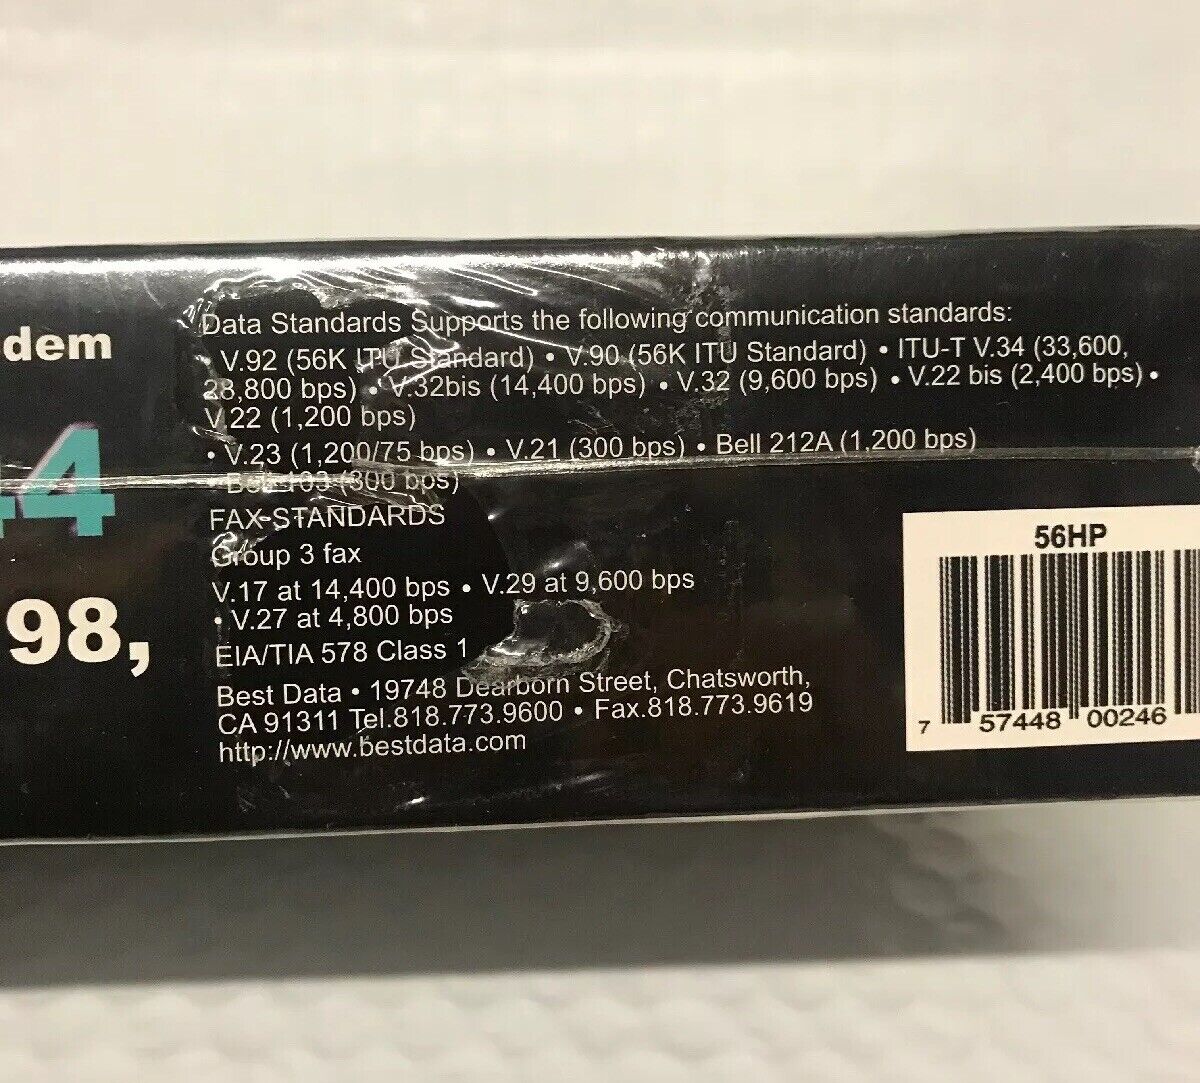 dem
44
98,
Data Standards Supports the following communication standards:
V.92 (56K ITU Standard) • V.90 (56K ITU Standard) • ITU-T V.34 (33,600,
28,800 bps) • V.32bis (14,400 bps) • V.32 (9,600 bps) • V.22 bis (2,400 bps) •
V.22 (1,200 bps)
• V.23 (1,200/75 bps) • V.21 (300 bps) • Bell 212A (1,200 bps)
• Bell 103 (300 bps)
FAX-STANDARDS
Group 3 fax
V.17 at 14,400 bps • V.29 at 9,600 bps
• V.27 at 4,800 bps
EIA/TIA 578 Class 1
Best Data • 19748 Dearborn Street, Chatsworth,
CA 91311 Tel.818.773.9600 • Fax.818.773.9619
http://www.bestdata.com
56HP
7 57448 00246